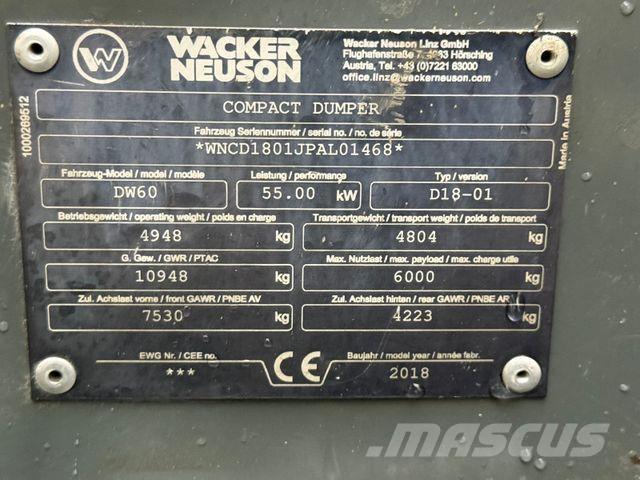 WACKER
NEUSON
Wacker Neuson Linz GmbH
Flughafenstraße 7, 4063 Hörsching
Austria, Tel. +43 (0)7221 63000
office.linz@wackerneuson.com
1000269512
COMPACT DUMPER
Made in Austria
Fahrzeug Seriennummer / serial no. / no. de série
*WNCD1801JPAL01468*
Fahrzeug-Model / model / modèle
Leistung / performance
Typ / version
DW60
55.00 kW
D18-01
Betriebsgewicht / operating weight / poids en charge
Transportgewicht / transport weight / poids de transport
4948 kg
4804 kg
G. Gew. / GWR / PTAC
Max. Nutzlast / max. payload / max. charge utile
10948 kg
6000 kg
Zul. Achslast vorne / front GAWR / PNBE AV
Zul. Achslast hinten / rear GAWR / PNBE AR
7530 kg
4223 kg
EWG Nr. / CEE no.
Baujahr / model year / année fabr.
***
CE
2018
MASCUS